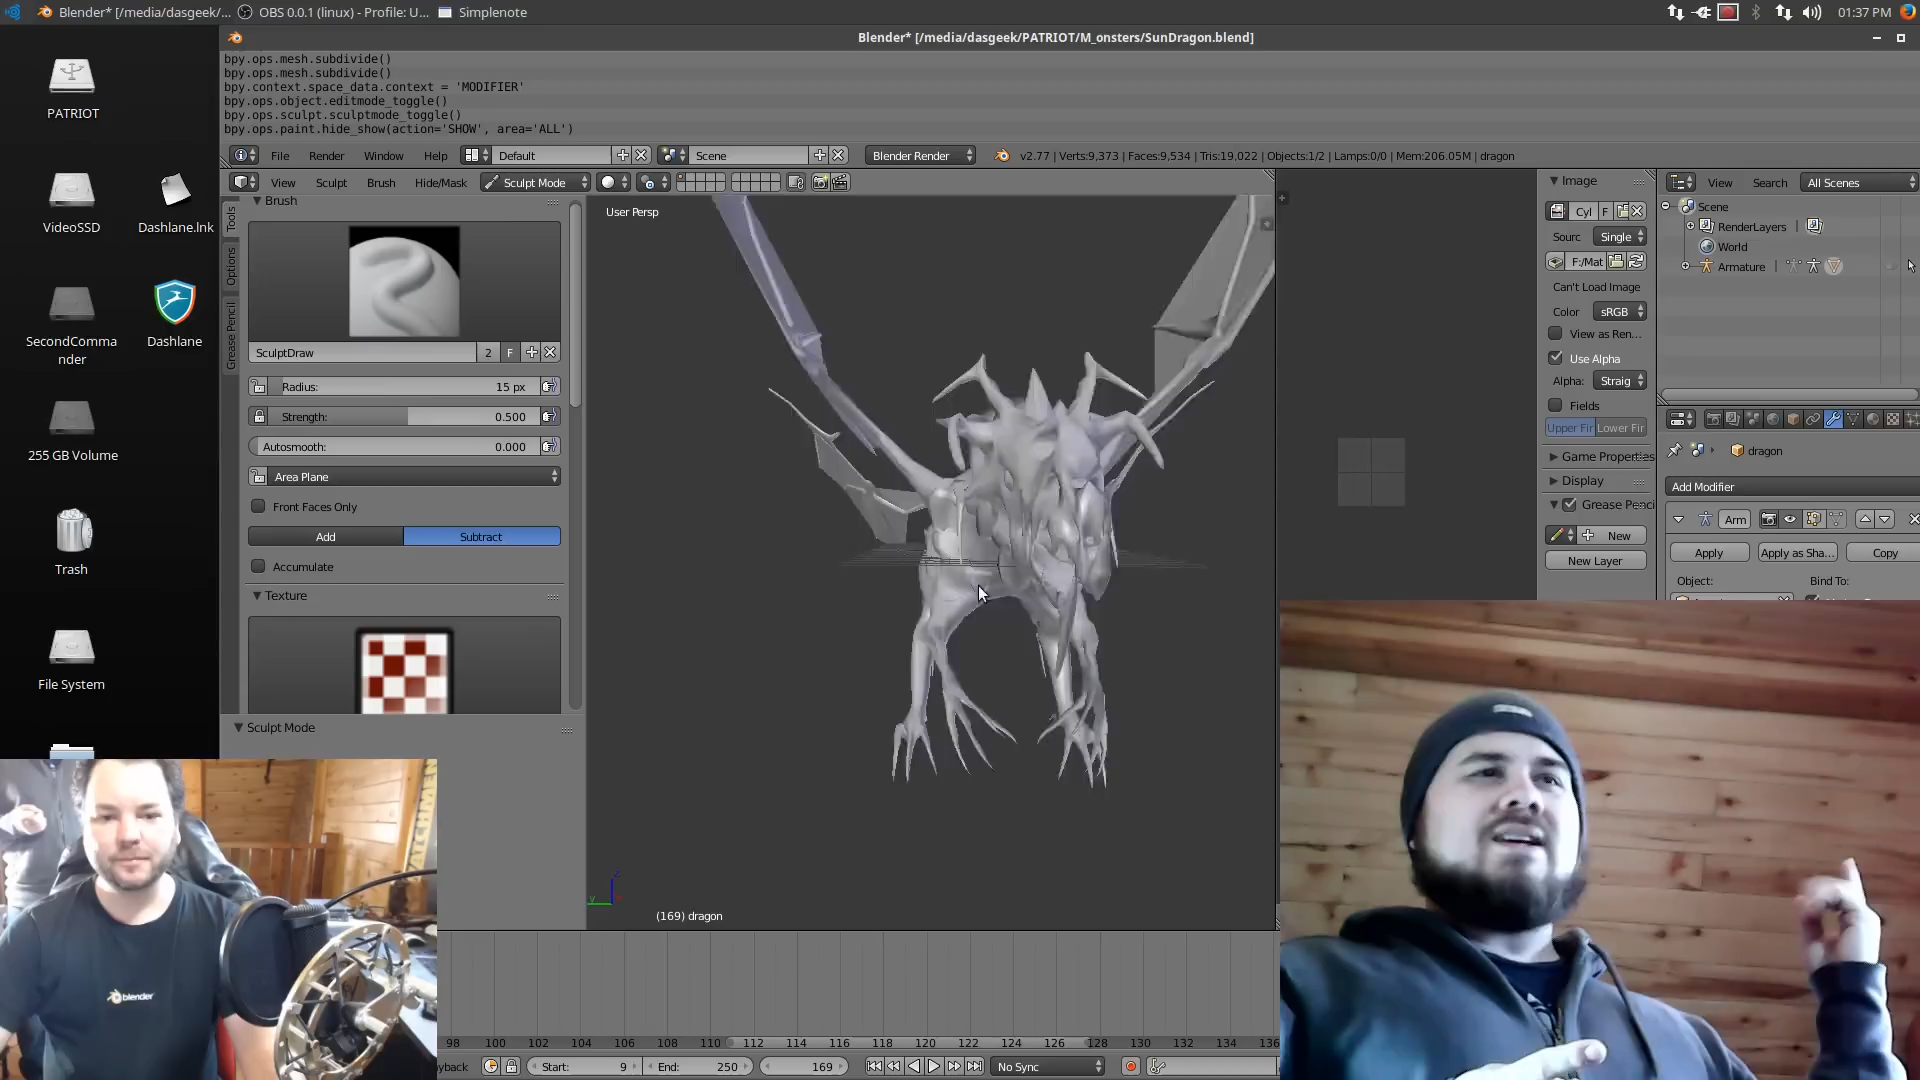 Blender* [/media/dasgeek/... OBS 0.0.1 (linux) - Profile: U... Simplenote 01:37 PM
Blender* [/media/dasgeek/PATRIOT/M_onsters/SunDragon.blend]
PATRIOT
VideoSSD
Dashlane.lnk
SecondComma
nder
Dashlane
255 GB Volume
Trash
File System
bpy.ops.mesh.subdivide()
bpy.ops.mesh.subdivide()
bpy.context.space_data.context = 'MODIFIER'
bpy.ops.object.editmode_toggle()
bpy.ops.sculpt.sculptmode_toggle()
bpy.ops.paint.hide_show(action='SHOW', area='ALL')
File Render Window Help Default Scene Blender Render v2.77 | Verts:9,373 | Faces:9,534 | Tris:19,022 | Objects:1/2 | Lamps:0/0 | Mem:206.05M | dragon
View Sculpt Brush Hide/Mask Sculpt Mode
Tools
Options
Grease Pencil
Brush
SculptDraw 2 F
Radius: 15 px
Strength: 0.500
Autosmooth: 0.000
Area Plane
Front Faces Only
Add Subtract
Accumulate
Texture
Sculpt Mode
User Persp
(169) dragon
Image
Cyl F
Sourc Single
F:/Mat
Can't Load Image
Color sRGB
View as Ren...
Use Alpha
Alpha: Straig
Fields
Upper Fir Lower Fir
Game Properties
Display
Grease Penci
New
New Layer
View Search All Scenes
Scene
RenderLayers |
World
Armature |
dragon
Add Modifier
Arm
Apply Apply as Sha... Copy
Object: Bind To:
blender
98 100 102 104 106 108 110 112 114 116 118 120 122 124 126 128 130 132 134 136
yback Start: 9 End: 250 169 No Sync